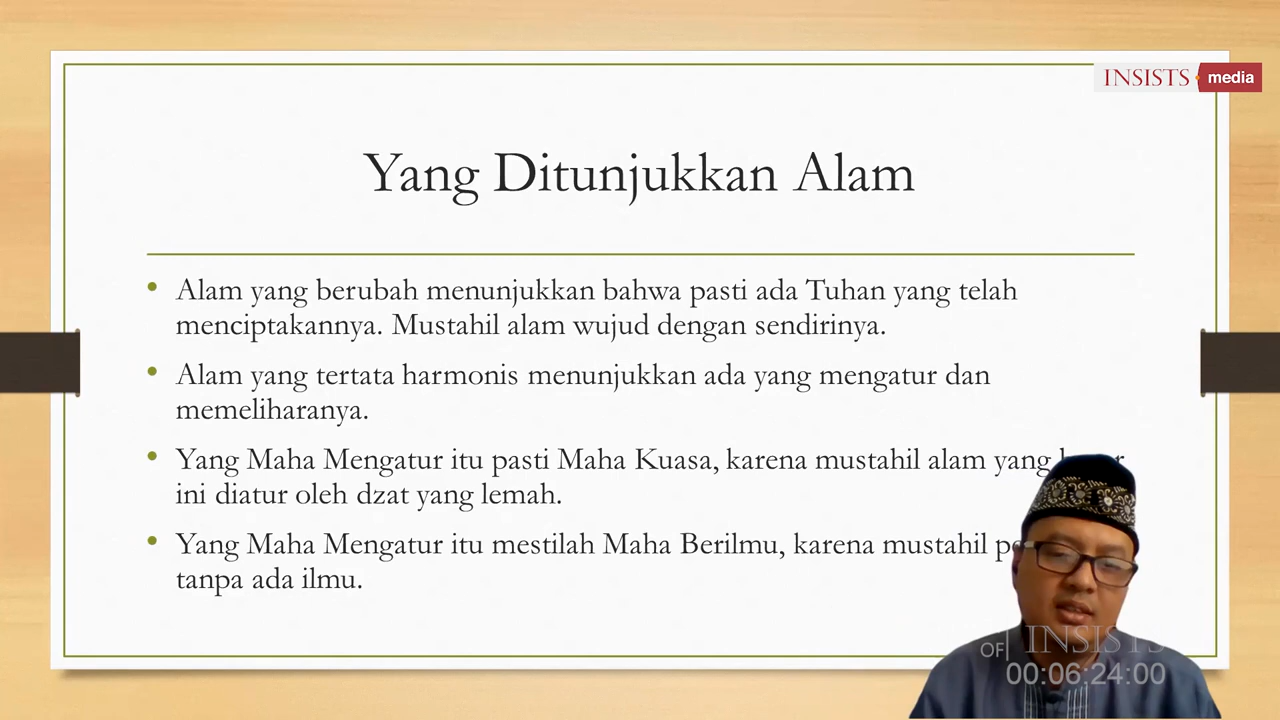 INSISTS media
Yang Ditunjukkan Alam
• Alam yang berubah menunjukkan bahwa pasti ada Tuhan yang telah
menciptakannya. Mustahil alam wujud dengan sendirinya.
• Alam yang tertata harmonis menunjukkan ada yang mengatur dan
memeliharanya.
• Yang Maha Mengatur itu pasti Maha Kuasa, karena mustahil alam yang
ini diatur oleh dzat yang lemah.
• Yang Maha Mengatur itu mestilah Maha Berilmu, karena mustahil
tanpa ada ilmu.
OF INSISTS
00:06:24:00